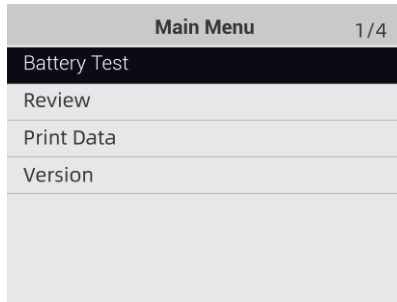 Main Menu 1/4
Battery Test
Review
Print Data
Version